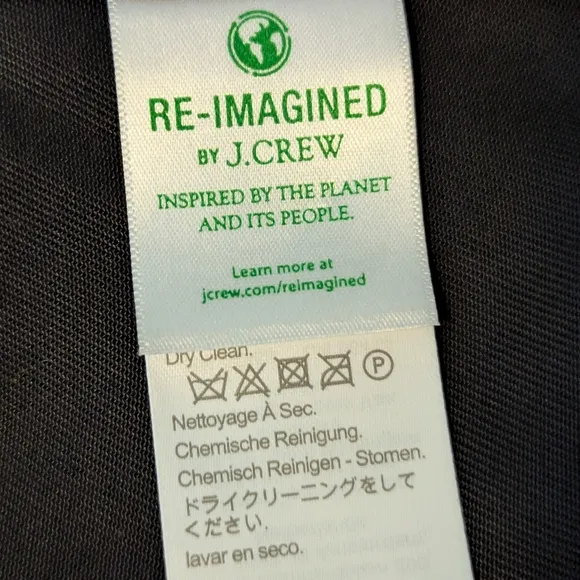 RE-IMAGINED
BY J.CREW
INSPIRED BY THE PLANET
AND ITS PEOPLE.
Learn more at
jcrew.com/reimagined
Dry Clean.
P
Nettoyage À Sec.
Chemische Reinigung.
Chemisch Reinigen - Stomen.
ドライクリーニングをして
ください.
lavar en seco.